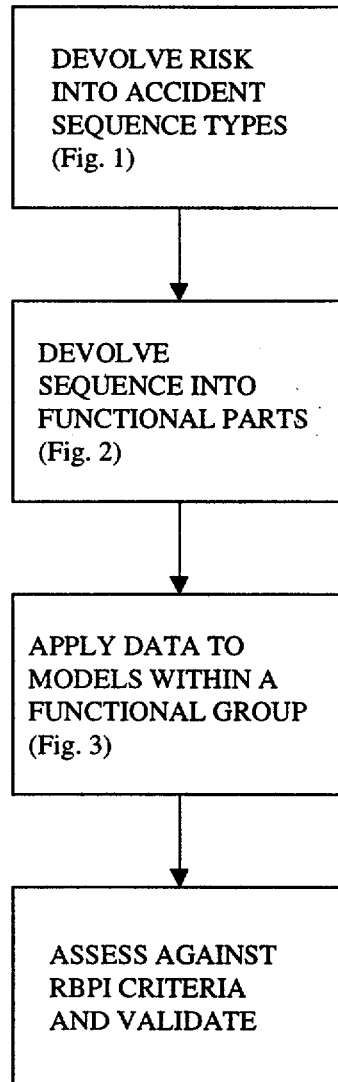 DEVOLVE RISK
INTO ACCIDENT
SEQUENCE TYPES
(Fig. 1)
DEVOLVE
SEQUENCE INTO
FUNCTIONAL PARTS
(Fig. 2)
APPLY DATA TO
MODELS WITHIN A
FUNCTIONAL GROUP
(Fig. 3)
ASSESS AGAINST
RBPI CRITERIA
AND VALIDATE